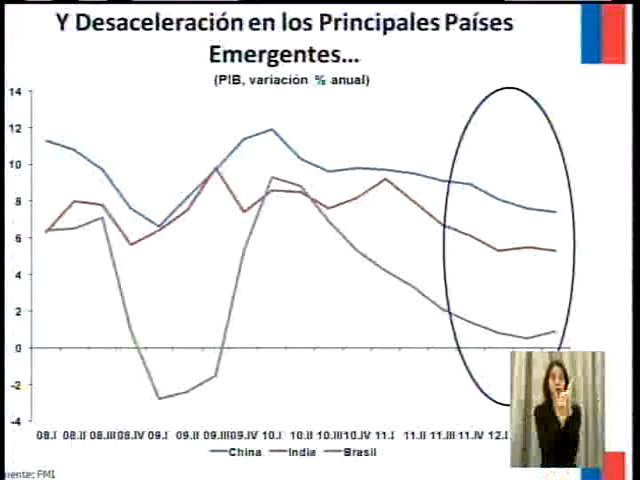 Y Desaceleración en los Principales Países
Emergentes...
(PIB, variación % anual)
14
12
10
8
6
4
2
0
-2
-4
08.I 08.II 08.III 08.IV 09.I 09.II 09.III 09.IV 10.I 10.II 10.III 10.IV 11.I 11.II 11.III 11.IV 12.I
China India Brasil
uente: FMI